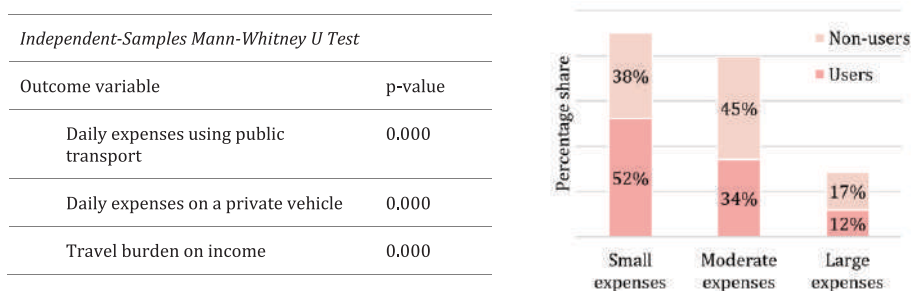 Independent-Samples Mann-Whitney U Test
Outcome variable p-value
Daily expenses using public 0.000
transport
Daily expenses on a private vehicle 0.000
Travel burden on income 0.000
Percentage share
Non-users
Users
38%
52%
45%
34%
17%
12%
Small
expenses
Moderate
expenses
Large
expenses